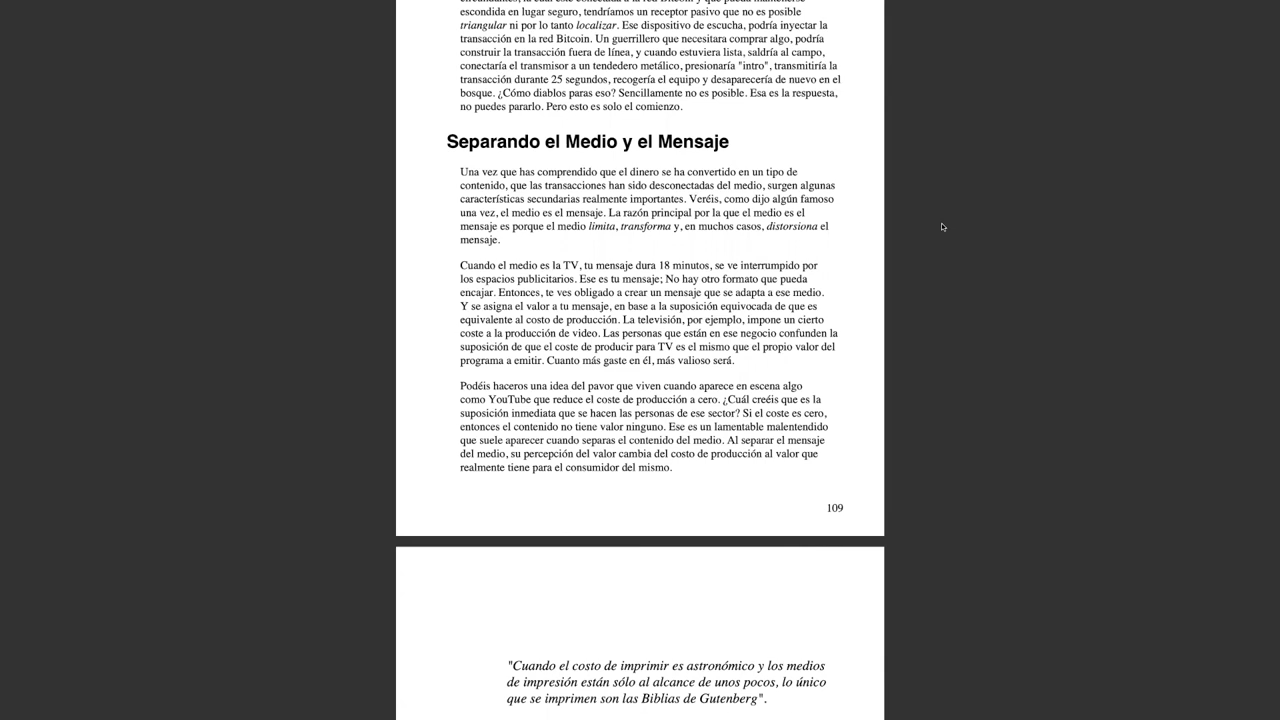 circundantes, la cual esté conectada a la red Bitcoin y que pueda mantenerse
escondida en lugar seguro, tendríamos un receptor pasivo que no es posible
triangular ni por lo tanto localizar. Ese dispositivo de escucha, podría inyectar la
transacción en la red Bitcoin. Un guerrillero que necesitara comprar algo, podría
construir la transacción fuera de línea, y cuando estuviera lista, saldría al campo,
conectaría el transmisor a un tendedero metálico, presionaría "intro", transmitiría la
transacción durante 25 segundos, recogería el equipo y desaparecería de nuevo en el
bosque. ¿Cómo diablos paras eso? Sencillamente no es posible. Esa es la respuesta,
no puedes pararlo. Pero esto es solo el comienzo.
Separando el Medio y el Mensaje
Una vez que has comprendido que el dinero se ha convertido en un tipo de
contenido, que las transacciones han sido desconectadas del medio, surgen algunas
características secundarias realmente importantes. Veréis, como dijo algún famoso
una vez, el medio es el mensaje. La razón principal por la que el medio es el
mensaje es porque el medio limita, transforma y, en muchos casos, distorsiona el
mensaje.
Cuando el medio es la TV, tu mensaje dura 18 minutos, se ve interrumpido por
los espacios publicitarios. Ese es tu mensaje; No hay otro formato que pueda
encajar. Entonces, te ves obligado a crear un mensaje que se adapta a ese medio.
Y se asigna el valor a tu mensaje, en base a la suposición equivocada de que es
equivalente al costo de producción. La televisión, por ejemplo, impone un cierto
coste a la producción de video. Las personas que están en ese negocio confunden la
suposición de que el coste de producir para TV es el mismo que el propio valor del
programa a emitir. Cuanto más gaste en él, más valioso será.
Podéis haceros una idea del pavor que viven cuando aparece en escena algo
como YouTube que reduce el coste de producción a cero. ¿Cuál creéis que es la
suposición inmediata que se hacen las personas de ese sector? Si el coste es cero,
entonces el contenido no tiene valor ninguno. Ese es un lamentable malentendido
que suele aparecer cuando separas el contenido del medio. Al separar el mensaje
del medio, su percepción del valor cambia del costo de producción al valor que
realmente tiene para el consumidor del mismo.
109
"Cuando el costo de imprimir es astronómico y los medios
de impresión están sólo al alcance de unos pocos, lo único
que se imprimen son las Biblias de Gutenberg".